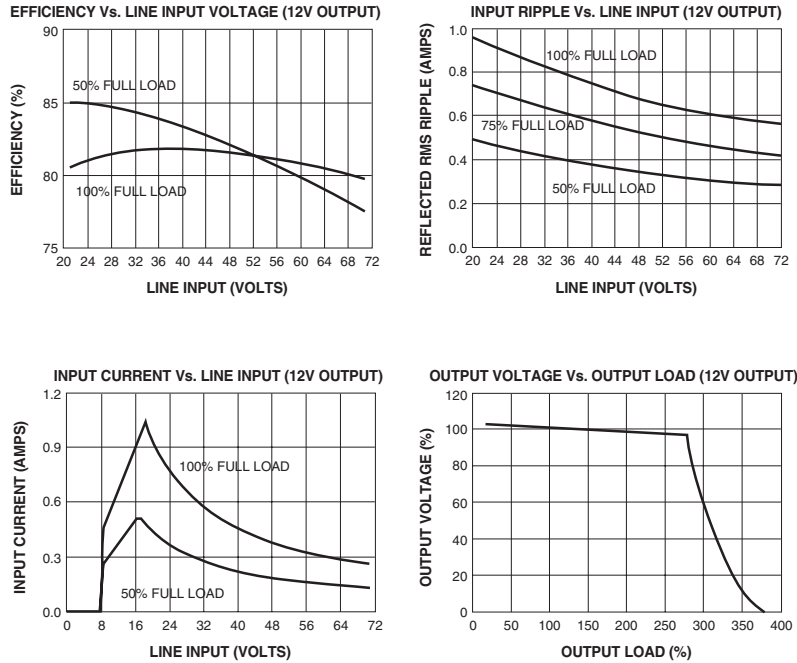 EFFICIENCY Vs. LINE INPUT VOLTAGE (12V OUTPUT)
90
85
80
75
EFFICIENCY (%)
50% FULL LOAD
100% FULL LOAD
20 24 28 32 36 40 44 48 52 56 60 64 68 72
LINE INPUT (VOLTS)
INPUT RIPPLE Vs. LINE INPUT (12V OUTPUT)
1.0
0.8
0.6
0.4
0.2
0.0
REFLECTED RMS RIPPLE (AMPS)
100% FULL LOAD
75% FULL LOAD
50% FULL LOAD
20 24 28 32 36 40 44 48 52 56 60 64 68 72
LINE INPUT (VOLTS)
INPUT CURRENT Vs. LINE INPUT (12V OUTPUT)
1.2
0.9
0.6
0.3
0.0
INPUT CURRENT (AMPS)
100% FULL LOAD
50% FULL LOAD
0 8 16 24 32 40 48 56 64 72
LINE INPUT (VOLTS)
OUTPUT VOLTAGE Vs. OUTPUT LOAD (12V OUTPUT)
120
100
80
60
40
20
0
OUTPUT VOLTAGE (%)
0 50 100 150 200 250 300 350 400
OUTPUT LOAD (%)